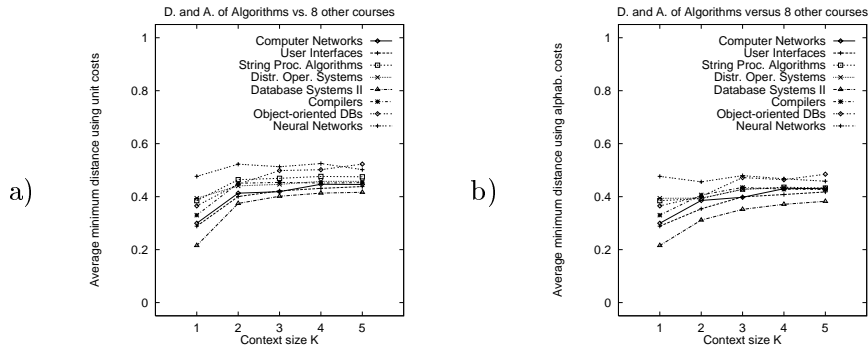 a)
D. and A. of Algorithms vs. 8 other courses
Average minimum distance using unit costs
1
0.8
0.6
0.4
0.2
0
Computer Networks
User Interfaces
String Proc. Algorithms
Distr. Oper. Systems
Database Systems II
Compilers
Object-oriented DBs
Neural Networks
1 2 3 4 5
Context size K
b)
D. and A. of Algorithms versus 8 other courses
Average minimum distance using alphab. costs
1
0.8
0.6
0.4
0.2
0
Computer Networks
User Interfaces
String Proc. Algorithms
Distr. Oper. Systems
Database Systems II
Compilers
Object-oriented DBs
Neural Networks
1 2 3 4 5
Context size K